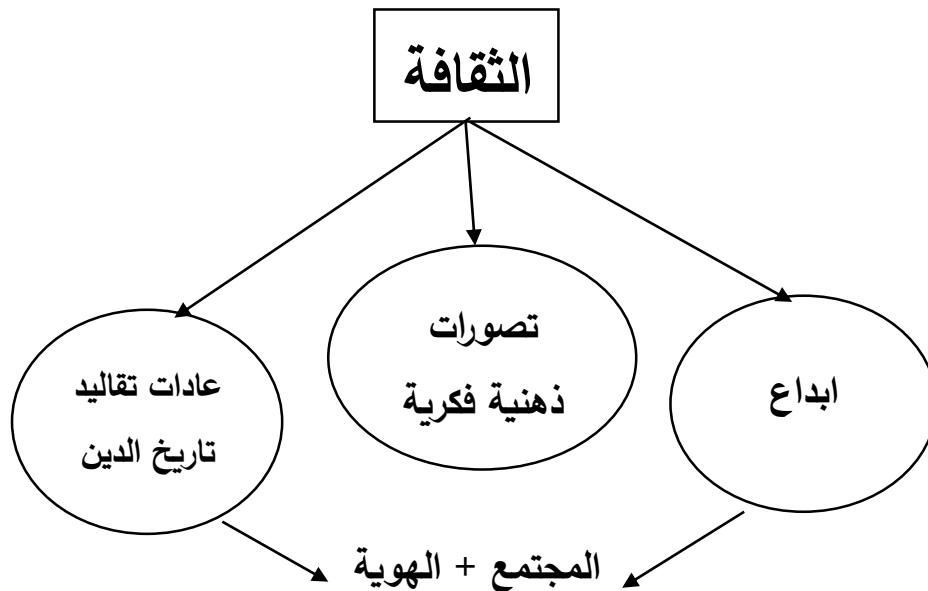 الثقافة
ابداع
تصورات
ذهنية فكرية
عادات تقاليد
تاريخ الدين
المجتمع + الهوية